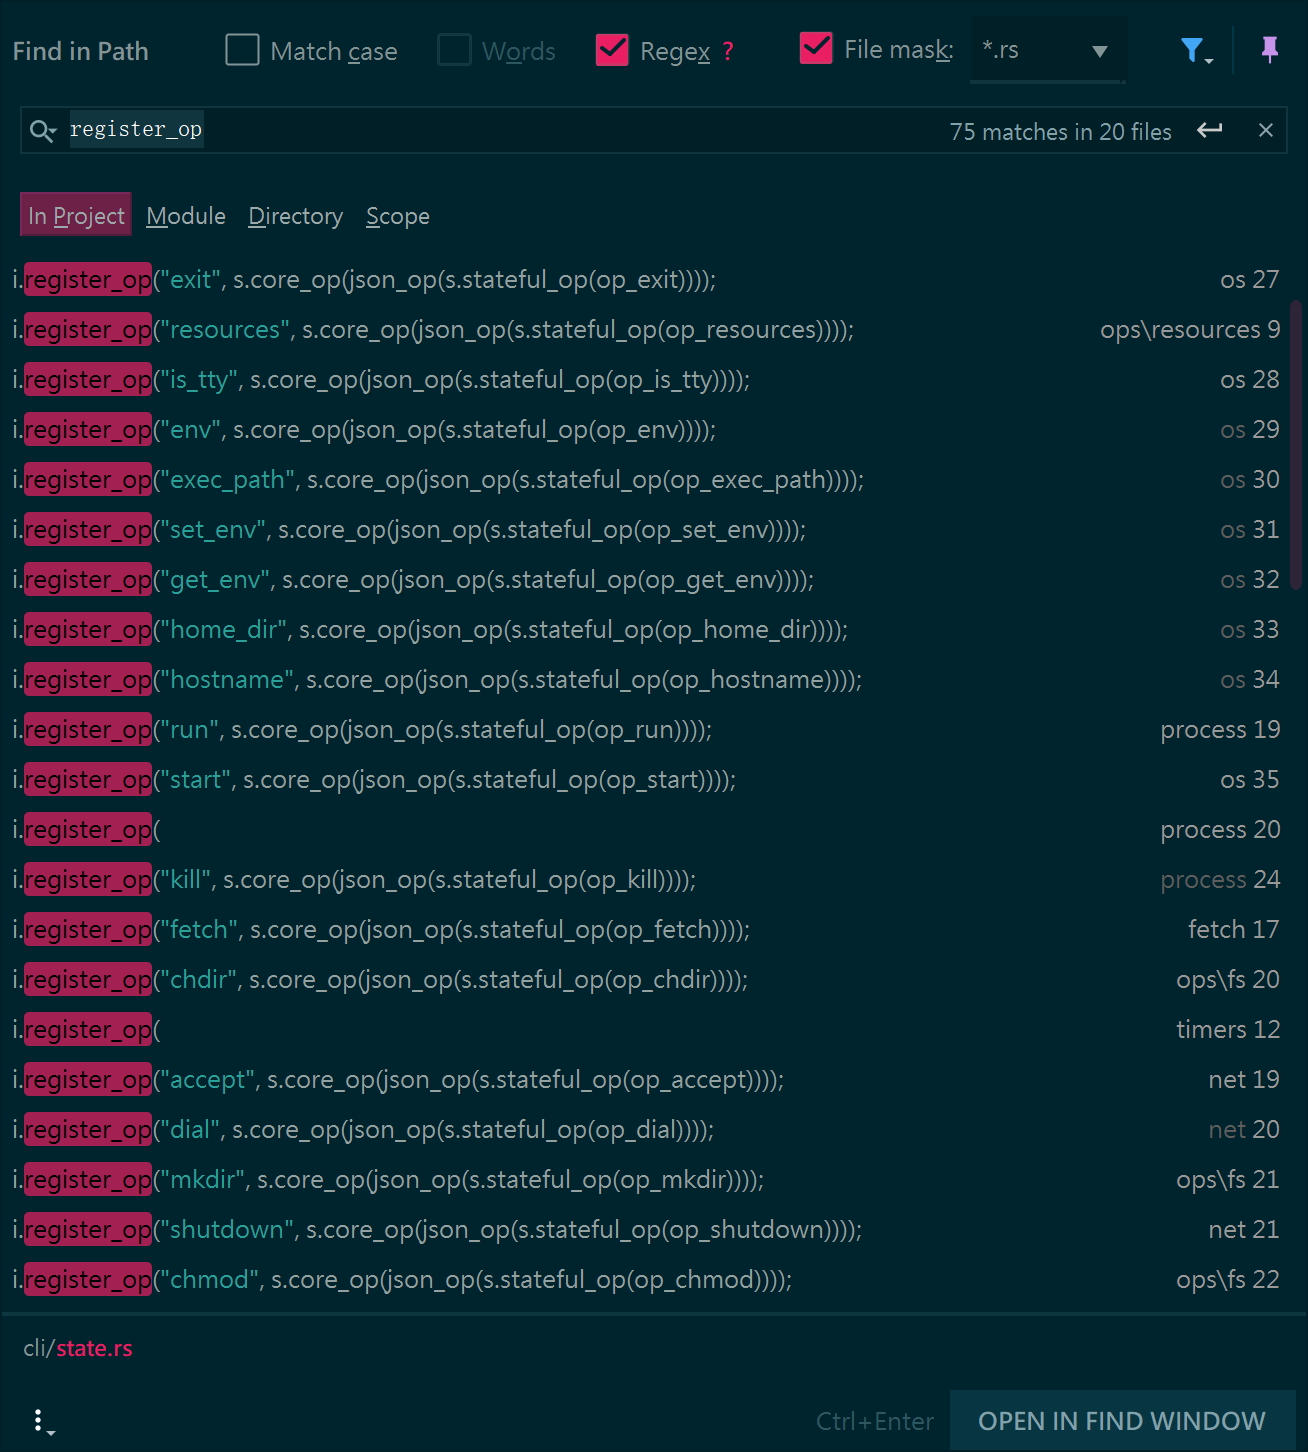 Find in Path Match case Words Regex ? File mask: *.rs
register_op 75 matches in 20 files
In Project Module Directory Scope
i.register_op("exit", s.core_op(json_op(s.stateful_op(op_exit)))); os 27
i.register_op("resources", s.core_op(json_op(s.stateful_op(op_resources)))); ops\resources 9
i.register_op("is_tty", s.core_op(json_op(s.stateful_op(op_is_tty)))); os 28
i.register_op("env", s.core_op(json_op(s.stateful_op(op_env)))); os 29
i.register_op("exec_path", s.core_op(json_op(s.stateful_op(op_exec_path)))); os 30
i.register_op("set_env", s.core_op(json_op(s.stateful_op(op_set_env)))); os 31
i.register_op("get_env", s.core_op(json_op(s.stateful_op(op_get_env)))); os 32
i.register_op("home_dir", s.core_op(json_op(s.stateful_op(op_home_dir)))); os 33
i.register_op("hostname", s.core_op(json_op(s.stateful_op(op_hostname)))); os 34
i.register_op("run", s.core_op(json_op(s.stateful_op(op_run)))); process 19
i.register_op("start", s.core_op(json_op(s.stateful_op(op_start)))); os 35
i.register_op( process 20
i.register_op("kill", s.core_op(json_op(s.stateful_op(op_kill)))); process 24
i.register_op("fetch", s.core_op(json_op(s.stateful_op(op_fetch)))); fetch 17
i.register_op("chdir", s.core_op(json_op(s.stateful_op(op_chdir)))); ops\fs 20
i.register_op( timers 12
i.register_op("accept", s.core_op(json_op(s.stateful_op(op_accept)))); net 19
i.register_op("dial", s.core_op(json_op(s.stateful_op(op_dial)))); net 20
i.register_op("mkdir", s.core_op(json_op(s.stateful_op(op_mkdir)))); ops\fs 21
i.register_op("shutdown", s.core_op(json_op(s.stateful_op(op_shutdown)))); net 21
i.register_op("chmod", s.core_op(json_op(s.stateful_op(op_chmod)))); ops\fs 22
cli/state.rs
Ctrl+Enter OPEN IN FIND WINDOW